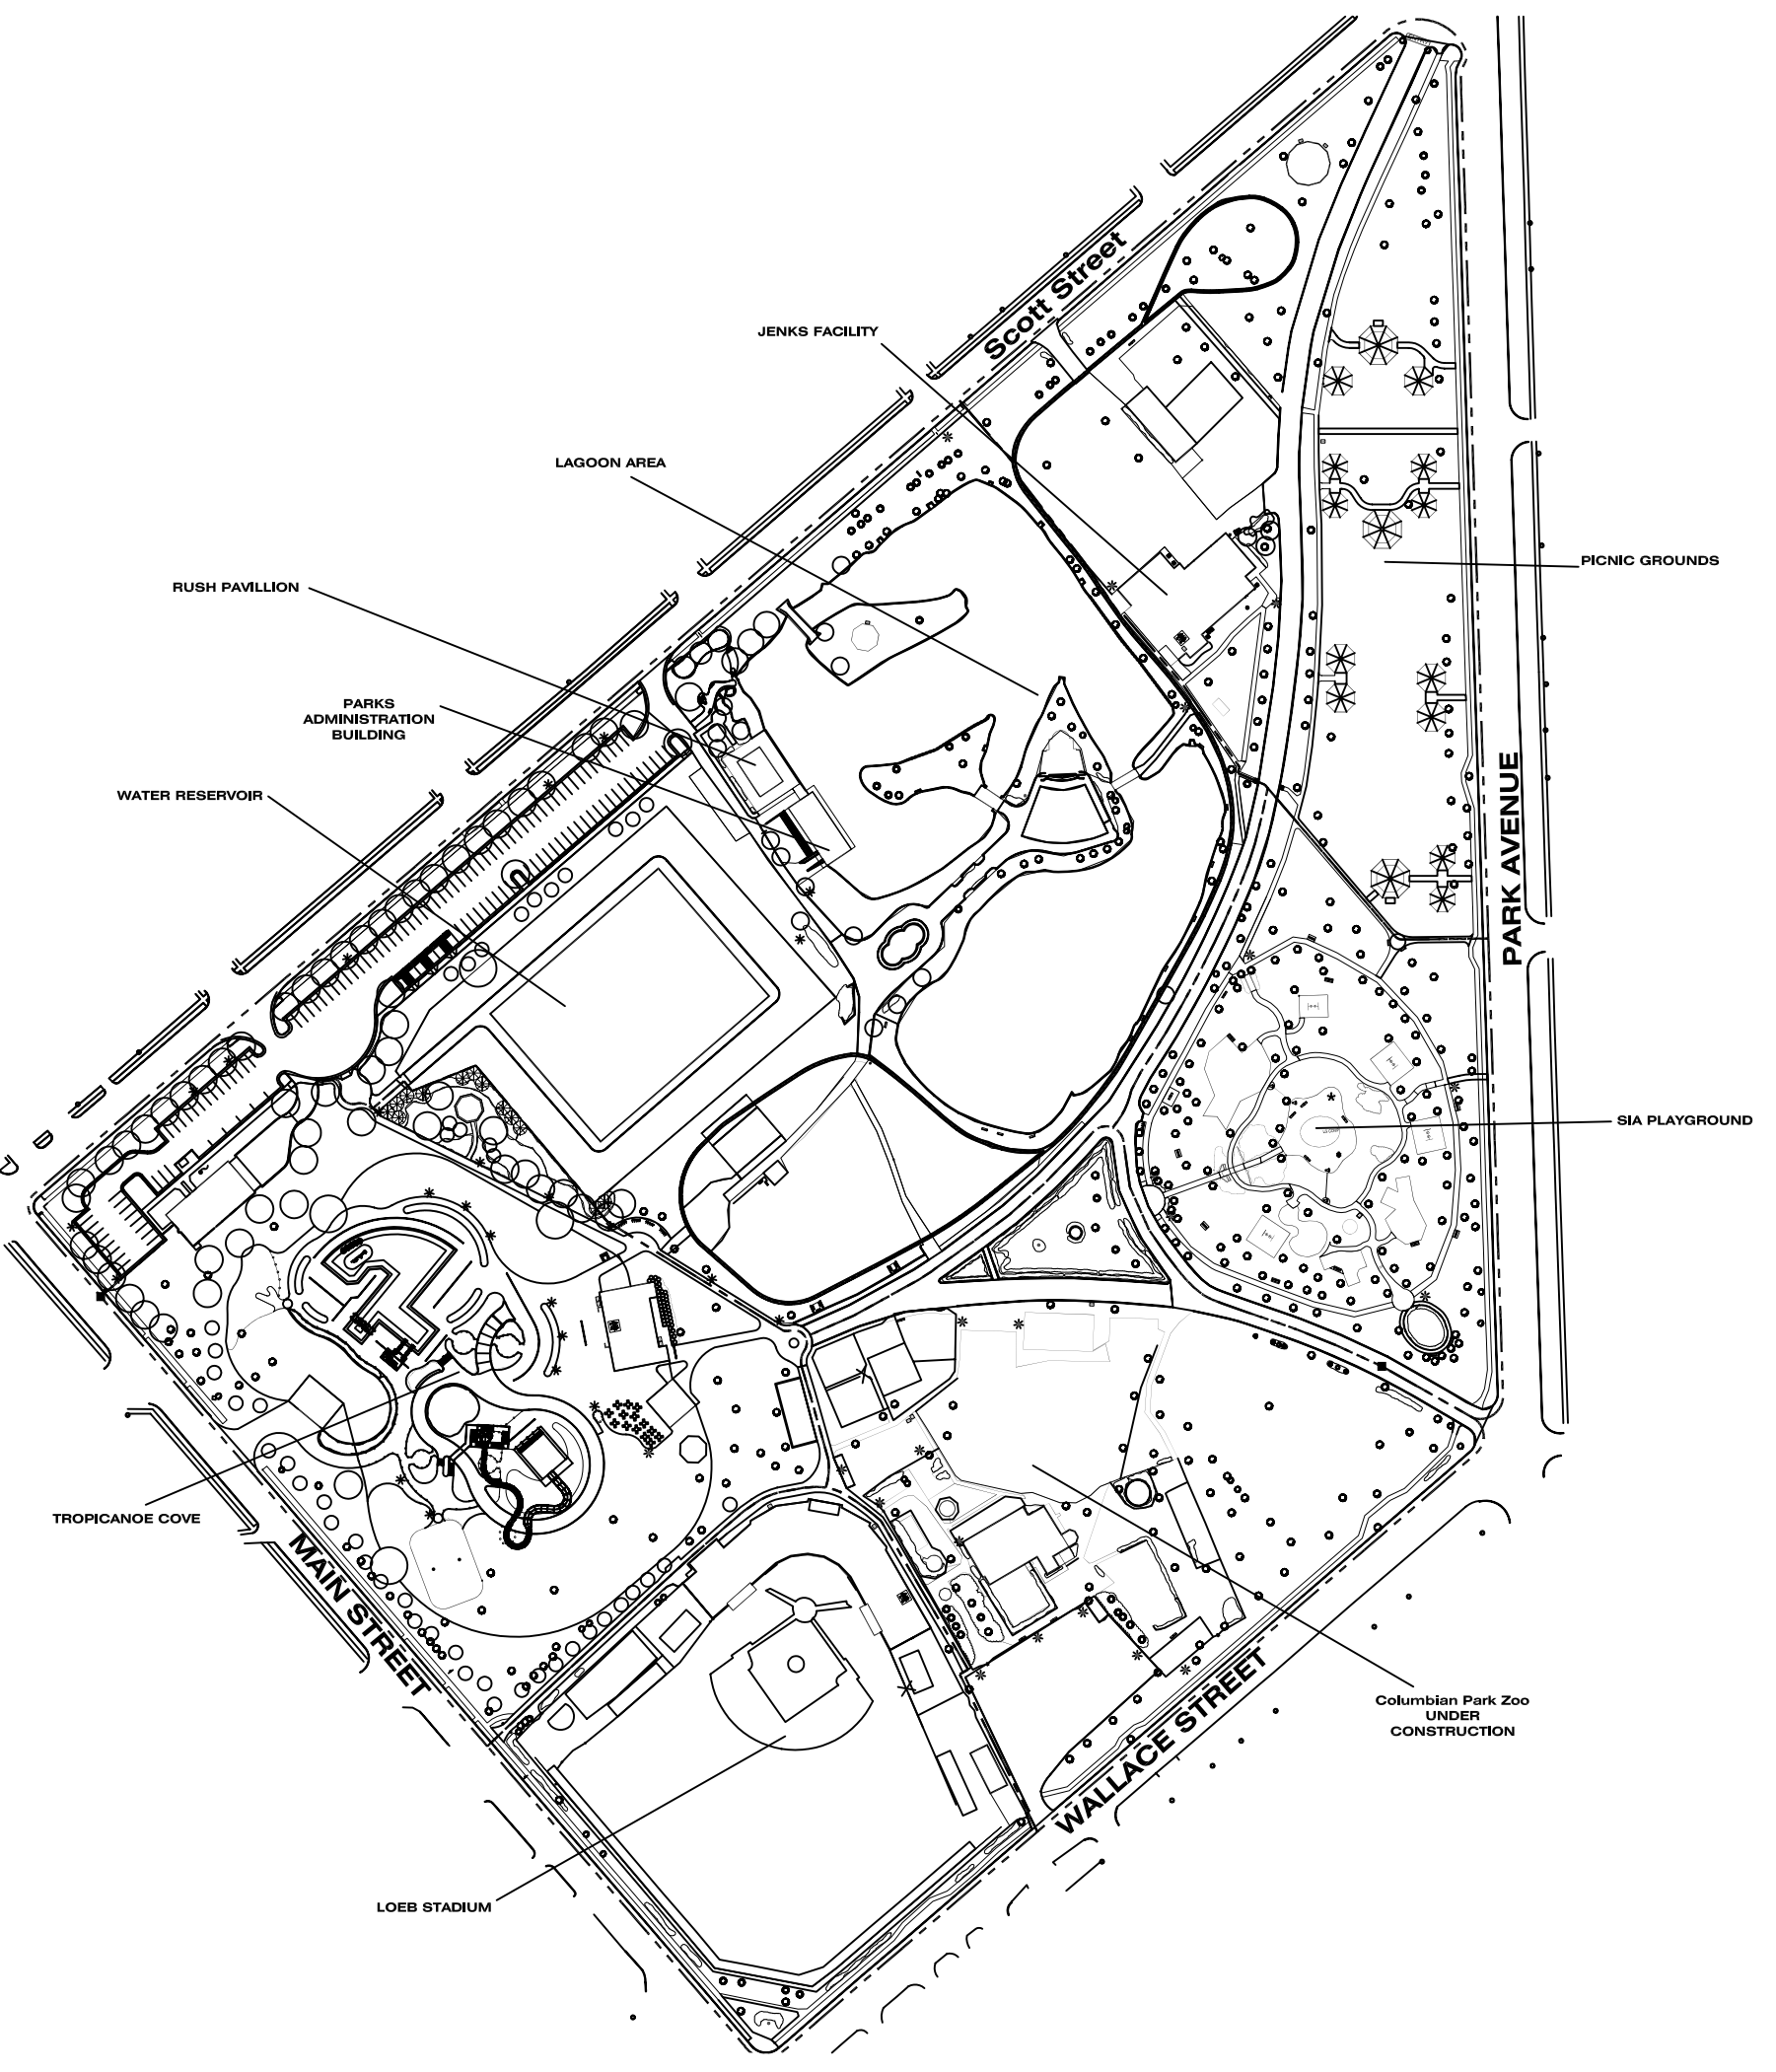 Scott Street
JENKS FACILITY
LAGOON AREA
PICNIC GROUNDS
RUSH PAVILLION
PARKS
ADMINISTRATION
BUILDING
WATER RESERVOIR
PARK AVENUE
SIA PLAYGROUND
TROPICANOE COVE
MAIN STREET
Columbian Park Zoo
UNDER
CONSTRUCTION
WALLACE STREET
LOEB STADIUM